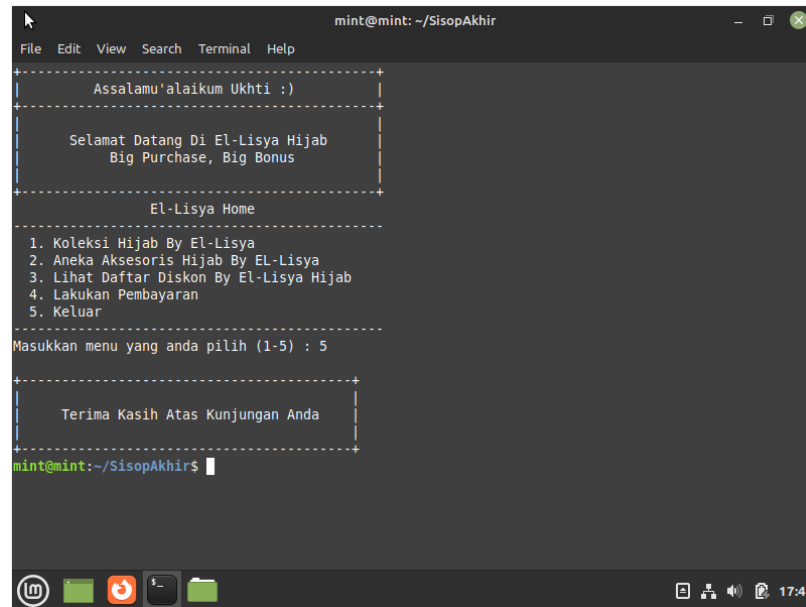 mint@mint: ~/SisopAkhir
File Edit View Search Terminal Help
+--------------------------------------------+
| Assalamu'alaikum Ukhti :) |
+--------------------------------------------+
| |
| Selamat Datang Di El-Lisya Hijab |
| Big Purchase, Big Bonus |
| |
+--------------------------------------------+
El-Lisya Home
----------------------------------------------
1. Koleksi Hijab By El-Lisya
2. Aneka Aksesoris Hijab By EL-Lisya
3. Lihat Daftar Diskon By El-Lisya Hijab
4. Lakukan Pembayaran
5. Keluar
----------------------------------------------
Masukkan menu yang anda pilih (1-5) : 5
+-----------------------------------------+
| |
| Terima Kasih Atas Kunjungan Anda |
| |
+-----------------------------------------+
mint@mint:~/SisopAkhir$